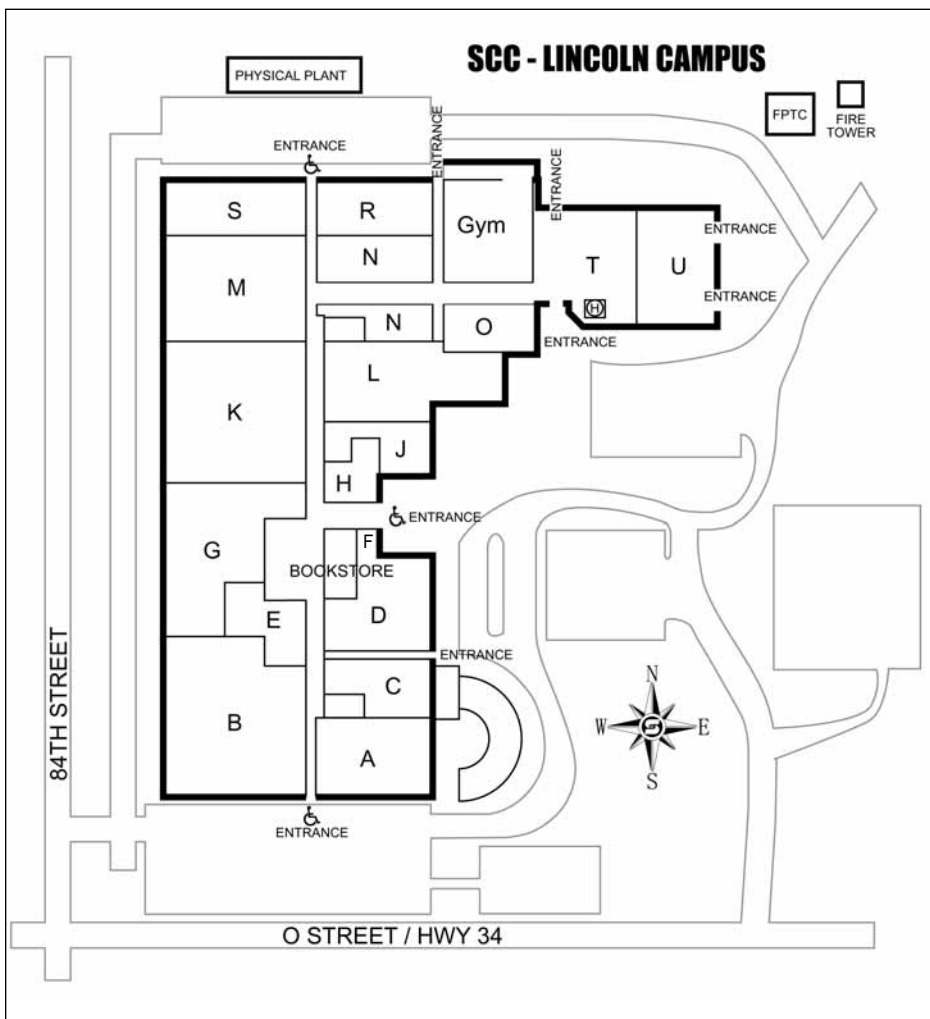 SCC - LINCOLN CAMPUS
PHYSICAL PLANT
FPTC
FIRE
TOWER
ENTRANCE
ENTRANCE
ENTRANCE
S
R
Gym
ENTRANCE
N
M
T
U
ENTRANCE
H
N
O
ENTRANCE
L
K
J
H
ENTRANCE
F
G
BOOKSTORE
E
D
ENTRANCE
C
B
A
N
W
E
S
84TH STREET
ENTRANCE
O STREET / HWY 34